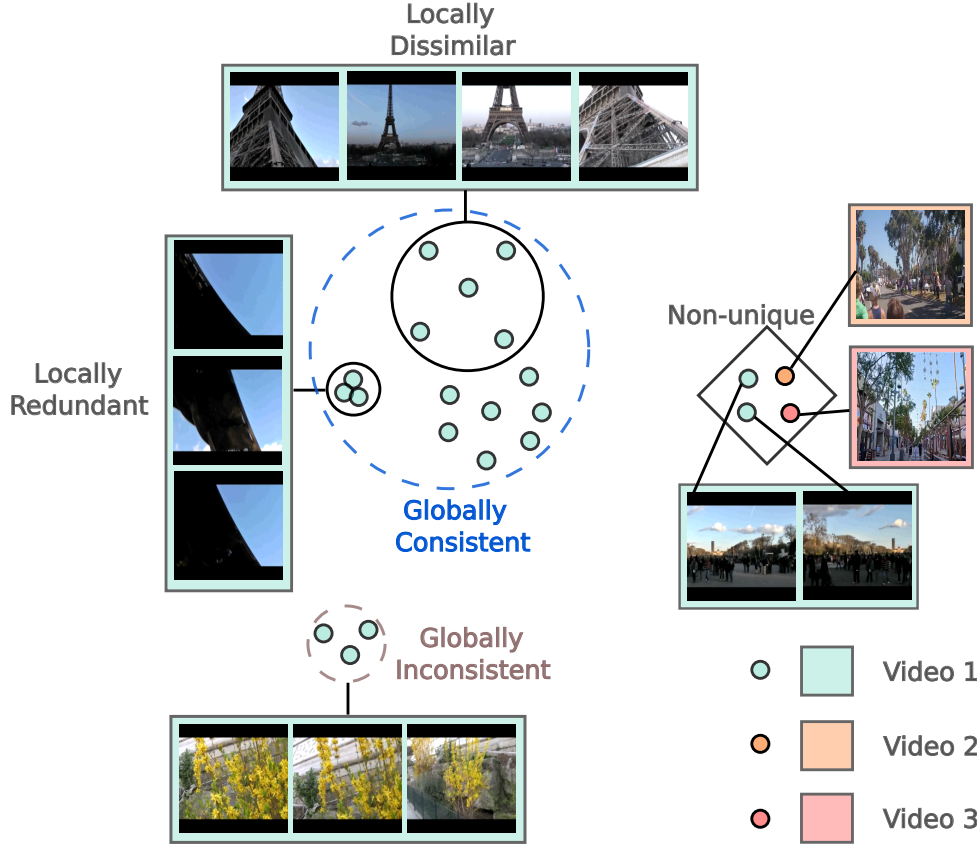 Locally
Dissimilar
Non-unique
Locally
Redundant
Globally
Consistent
Globally
Inconsistent
Video 1
Video 2
Video 3